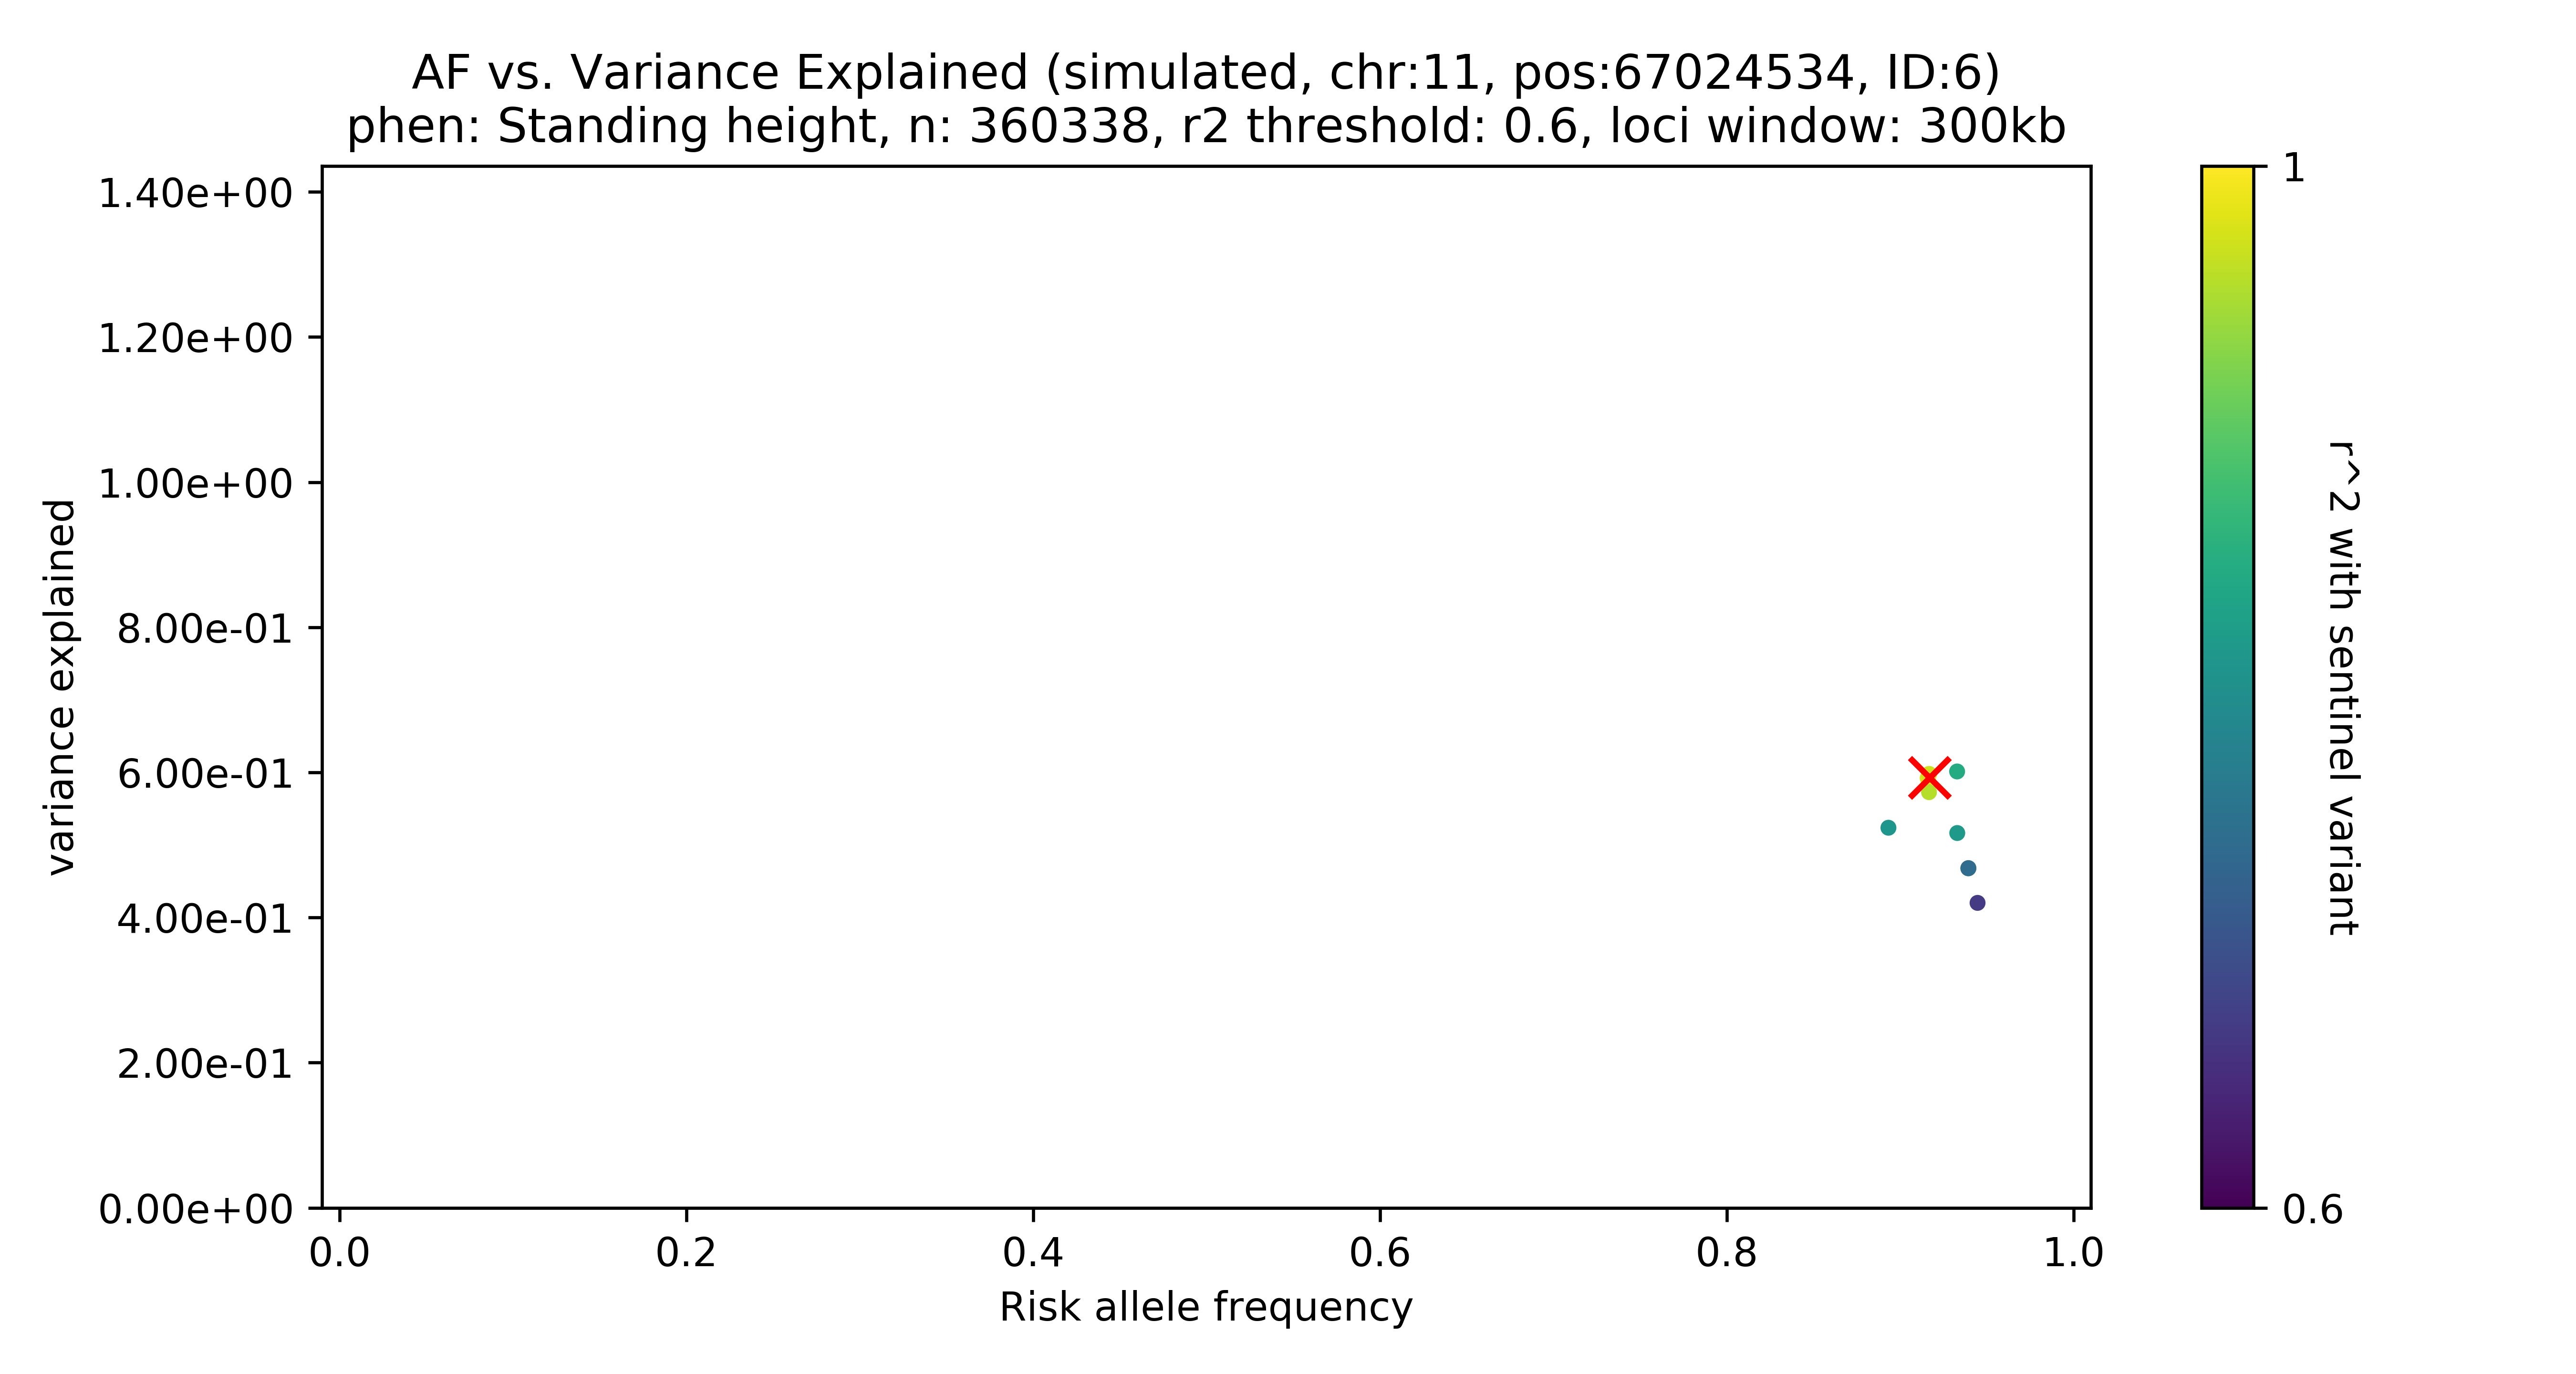 AF vs. Variance Explained (simulated, chr:11, pos:67024534, ID:6)
phen: Standing height, n: 360338, r2 threshold: 0.6, loci window: 300kb
1.40e+00
1.20e+00
1.00e+00
8.00e-01
6.00e-01
4.00e-01
2.00e-01
0.00e+00
variance explained
0.0
0.2
0.4
0.6
0.8
1.0
Risk allele frequency
1
0.6
r^2 with sentinel variant